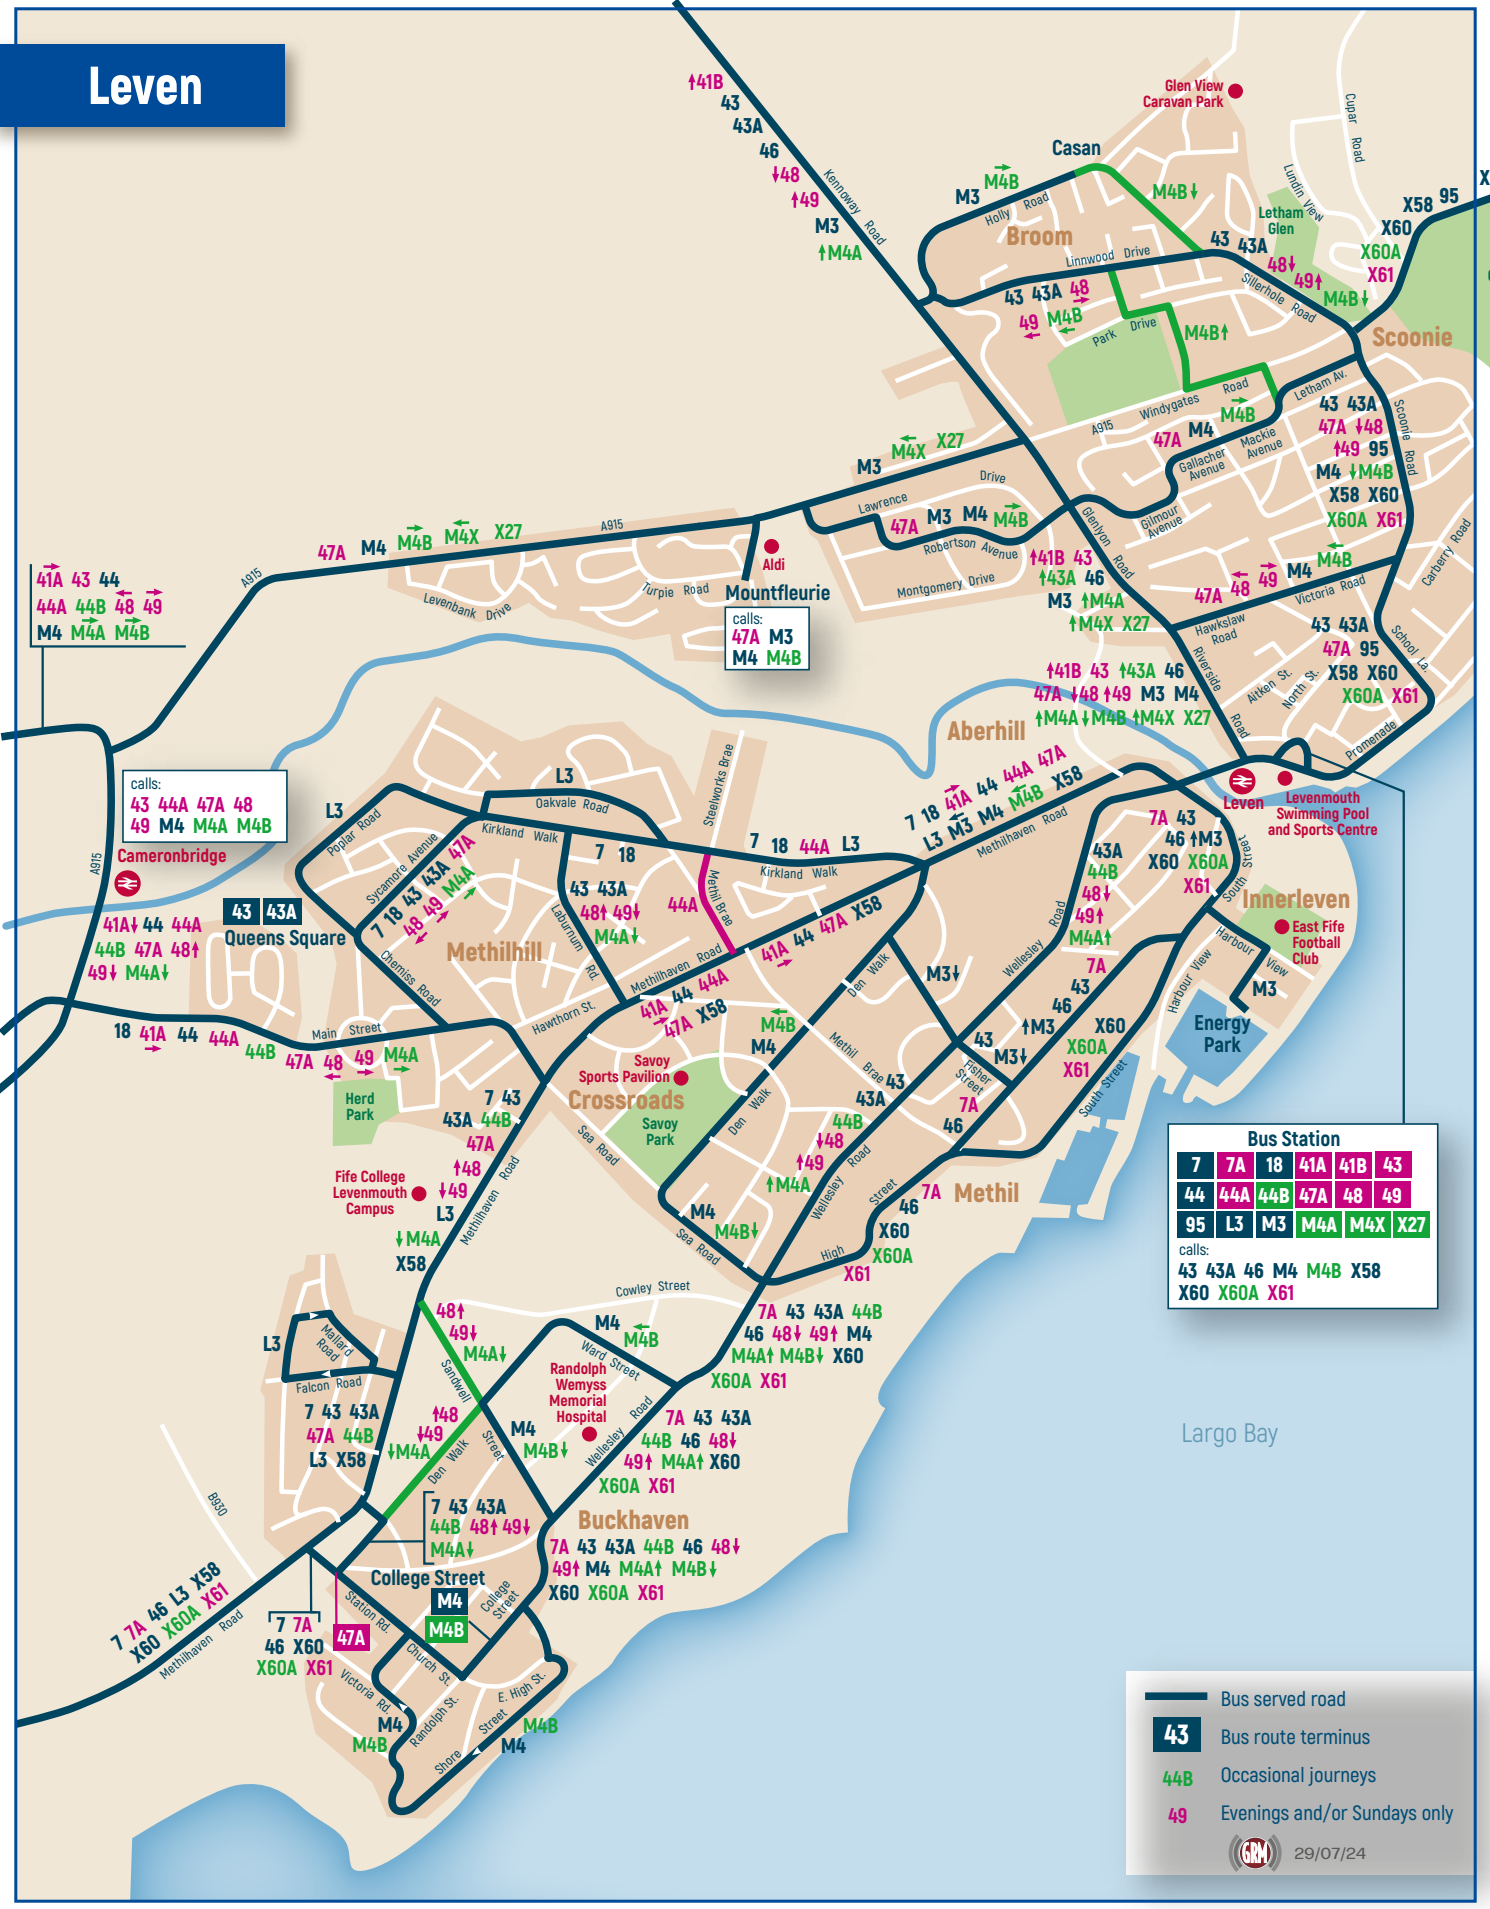 Leven
↑41B
43
43A
46
↓48
↑49
M3
↑M4A
Kennoway Road
Glen View
Caravan Park
Cupar Road
Lundin View
Casan
M4B
M3
Holly Road
M4B↓
Broom
Letham
Glen
X
X58 95
X60
X60A
X61
43 43A
48↓
49↑
M4B↓
Linnwood Drive
Sillerhole Road
43 43A 48
49 M4B
Park Drive
M4B↑
Scoonie
Letham Av.
Windygates Road
A915
M4B
47A M4
Mackie
Avenue
Gallacher
Avenue
Gilmour
Avenue
43 43A
47A ↓48
↑49 95
M4 ↓M4B
X58 X60
X60A X61
Scoonie Road
M4X X27
M3
Lawrence Drive
47A M3 M4 M4B
Robertson Avenue
Montgomery Drive
Glenlyon Road
A915
M4B M4X X27
47A M4
A915
Levenbank Drive
Turpie Road
Aldi
Mountfleurie
calls:
47A M3
M4 M4B
↑41B 43
↑43A 46
M3 ↑M4A
↑M4X X27
M4B
47A 48 49 M4
Victoria Road
Carberry Road
Hawkslaw
Road
Riverside Road
Aitken St.
North St.
School La.
43 43A
47A 95
X58 X60
X60A X61
Promenade
↑41B 43 ↑43A 46
47A ↓48 ↑49 M3 M4
↑M4A ↓M4B ↑M4X X27
41A 43 44
44A 44B 48 49
M4 M4A M4B
Aberhill
Leven
Levenmouth
Swimming Pool
and Sports Centre
calls:
43 44A 47A 48
49 M4 M4A M4B
Cameronbridge
A915
41A↓ 44 44A
44B 47A 48↑
49↓ M4A↓
43 43A
Queens Square
L3
Poplar Road
L3
Oakvale Road
Steelworks Brae
Kirkland Walk
Sycamore Avenue
7 18 43 43A 47A
48 49 M4A
7 18
43 43A
48↑ 49↓
M4A↓
Laburnum Rd.
44A
Methil Brae
7 18 44A L3
Kirkland Walk
7 18 41A 44 44A 47A
L3 M3 M4 M4B X58
Methilhaven Road
7A 43
46 ↑M3
X60 X60A
X61
South Street
43A
44B
48↓
49↑
M4A↑
Wellesley Road
Innerleven
East Fife
Football
Club
Harbour View
M3
Harbour View
Energy
Park
Methilhill
Chemiss Road
Main Street
18 41A 44 44A 44B 47A 48 49 M4A
Herd
Park
Methilhaven Road
41A 44 47A X58
41A 44 44A
47A X58
Hawthorn St.
Den Walk
M3↓
M4B
M4
7A
43
46
↑M3
X60
X60A
X61
43
M3↓
Fisher
Street
Methil Brae
South Street
Savoy
Sports Pavilion
Crossroads
Savoy
Park
Den Walk
Sea Road
43
43A
44B
↓48
↑49
↑M4A
Wellesley Road
7A
46
7 43
43A 44B
47A
↑48
↓49
L3
↓M4A
X58
Methilhaven Road
Fife College
Levenmouth
Campus
M4
M4B↓
Sea Road
High Street
7A
46
X60
X60A
X61
Methil
Bus Station
7 7A 18 41A 41B 43
44 44A 44B 47A 48 49
95 L3 M3 M4A M4X X27
calls:
43 43A 46 M4 M4B X58
X60 X60A X61
Cowley Street
48↑
49↓
M4A↓
Sandwell Street
M4
M4B
Ward Street
Randolph
Wemyss
Memorial
Hospital
Wellesley Road
7A 43 43A 44B
46 48↓ 49↑ M4
M4A↑ M4B↓ X60
X60A X61
L3
Mallard
Road
Falcon Road
7 43 43A
47A 44B
L3 X58
↑48
↓49
↓M4A
Den Walk
M4
M4B↓
7A 43 43A
44B 46 48↓
49↑ M4A↑ X60
X60A X61
Largo Bay
B930
7 43 43A
44B 48↑ 49↓
M4A↓
Buckhaven
7A 43 43A 44B 46 48↓
49↑ M4 M4A↑ M4B↓
X60 X60A X61
College Street
M4
M4B
College
Street
Station Rd.
7 7A 46 L3 X58
X60 X60A X61
Methilhaven Road
7 7A
46 X60
X60A X61
47A
Church St.
Victoria Rd.
Randolph St.
E. High St.
M4
M4B
Shore Street
M4B
M4
Bus served road
43 Bus route terminus
44B Occasional journeys
49 Evenings and/or Sundays only
GRM 29/07/24